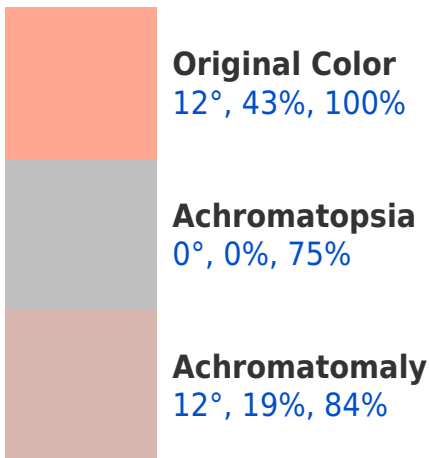 Original Color
12°, 43%, 100%
Achromatopsia
0°, 0%, 75%
Achromatomaly
12°, 19%, 84%